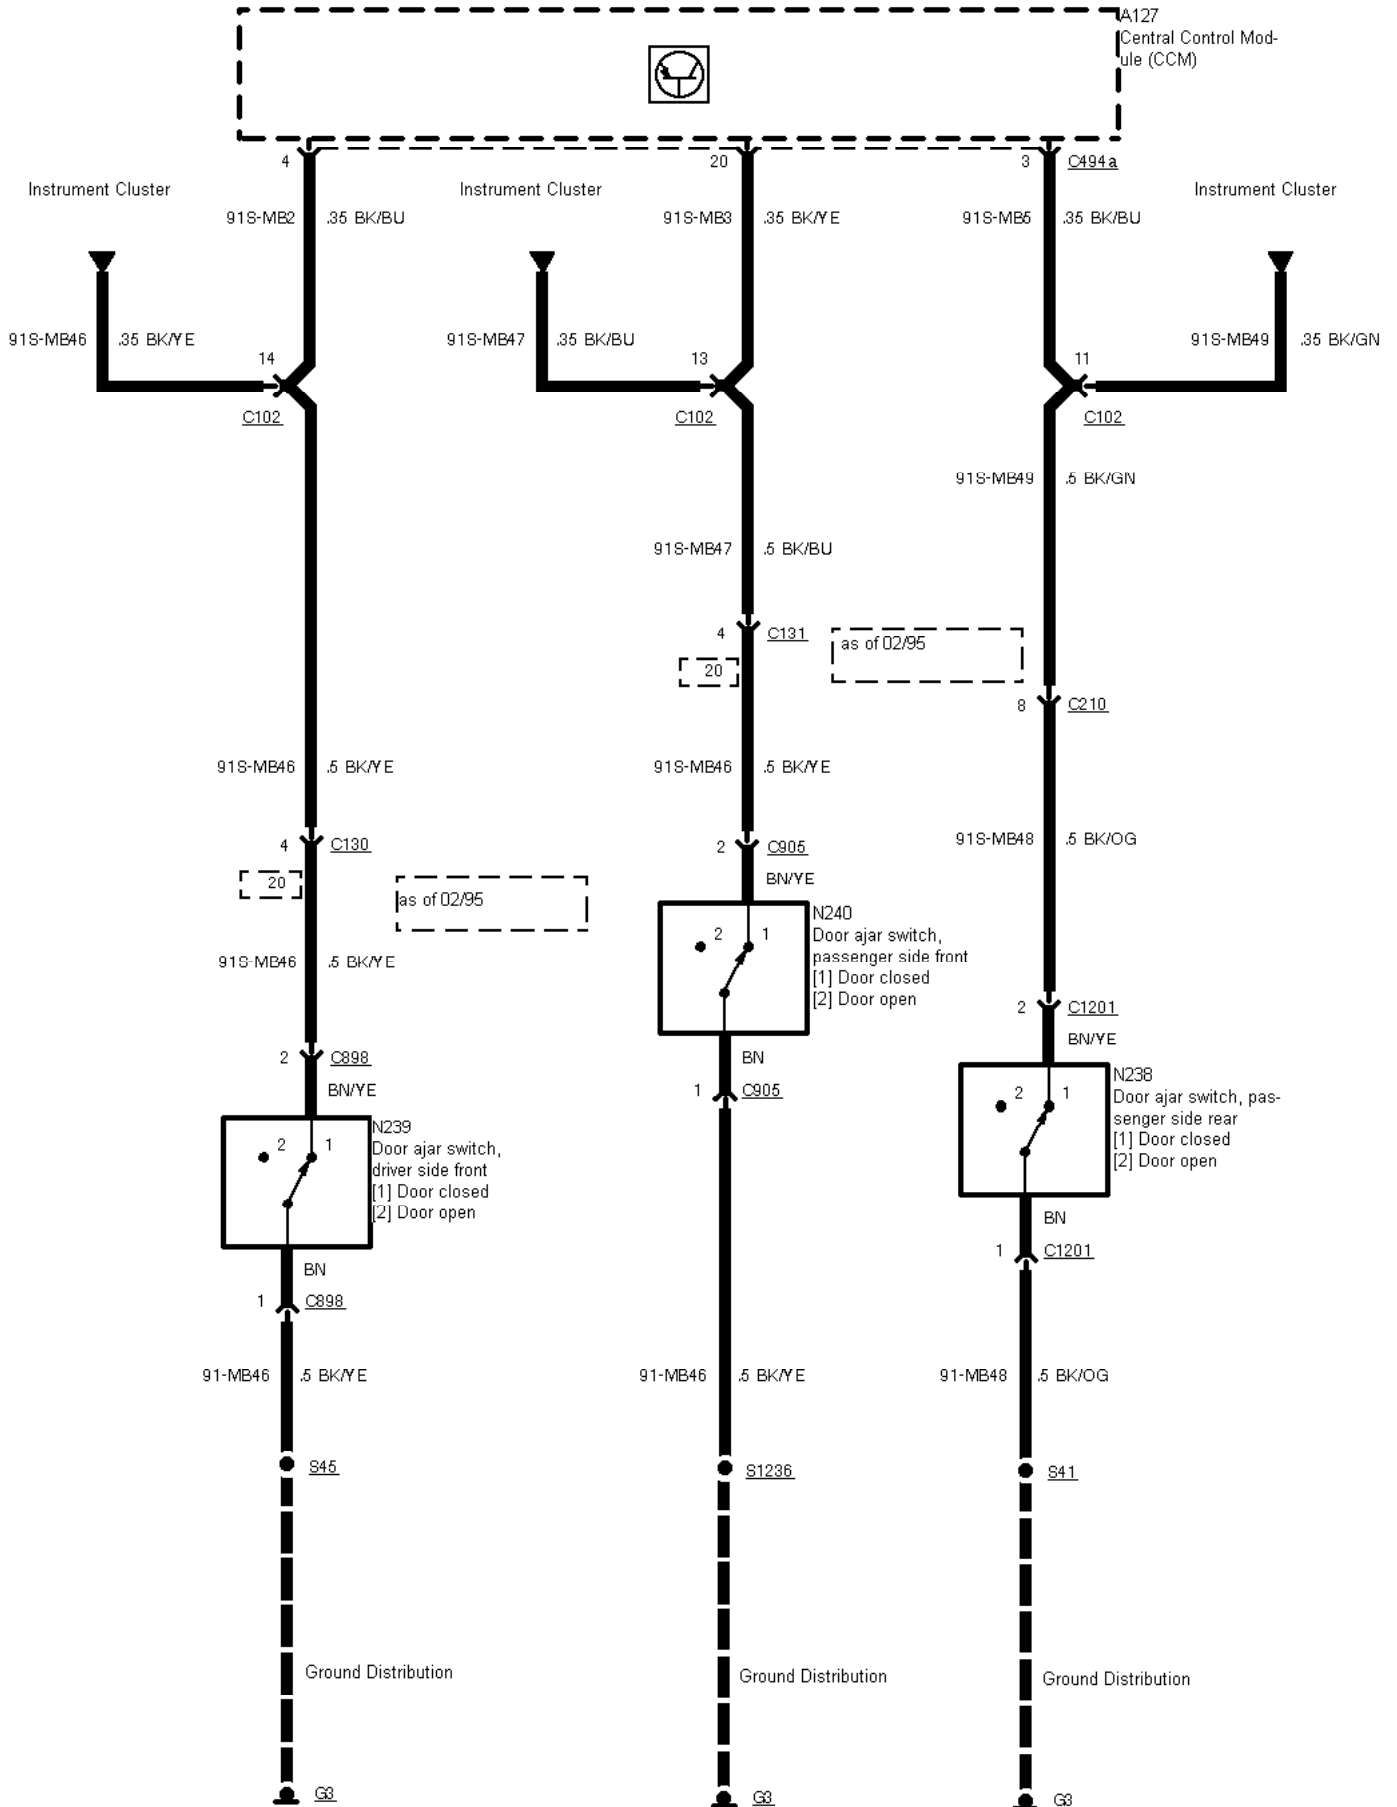 A127
Central Control Mod-
ule (CCM)
4
20
3
C494a
Instrument Cluster
Instrument Cluster
Instrument Cluster
91S-MB2 .35 BK/BU
91S-MB3 .35 BK/YE
91S-MB5 .35 BK/BU
91S-MB46 .35 BK/YE
91S-MB47 .35 BK/BU
91S-MB49 .35 BK/GN
14
13
11
C102
C102
C102
91S-MB49 .5 BK/GN
91S-MB47 .5 BK/BU
4 C131
as of 02/95
20
8 C210
91S-MB46 .5 BK/YE
91S-MB46 .5 BK/YE
91S-MB48 .5 BK/OG
4 C130
2 C905
20
as of 02/95
BN/YE
N240
Door ajar switch,
passenger side front
[1] Door closed
[2] Door open
2 1
91S-MB46 .5 BK/YE
2 C1201
BN/YE
2 C898
BN/YE
BN
1 C905
N238
Door ajar switch, pas-
senger side rear
[1] Door closed
[2] Door open
2 1
N239
Door ajar switch,
driver side front
[1] Door closed
[2] Door open
2 1
BN
1 C1201
BN
1 C898
91-MB46 .5 BK/YE
91-MB46 .5 BK/YE
91-MB48 .5 BK/OG
S45
S1236
S41
Ground Distribution
Ground Distribution
Ground Distribution
G3
G3
G3